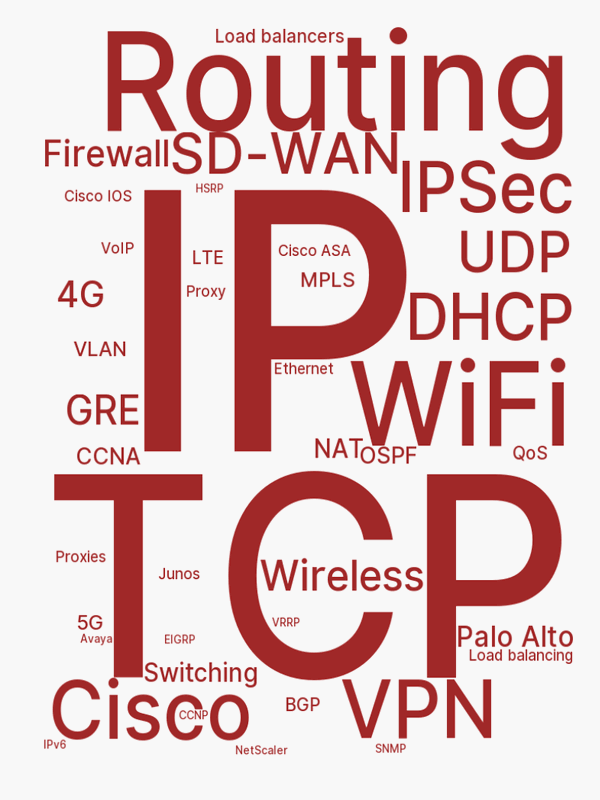 Load balancers
Routing
Firewall
SD-WAN
IPSec
HSRP
Cisco IOS
IP
UDP
VoIP
LTE
Cisco ASA
MPLS
4G
Proxy
DHCP
VLAN
Ethernet
WiFi
GRE
CCNA
NAT
OSPF
QoS
TCP
Proxies
Junos
Wireless
5G
VRRP
Avaya
EIGRP
Palo Alto
Load balancing
Switching
Cisco
CCNP
BGP
VPN
IPv6
NetScaler
SNMP